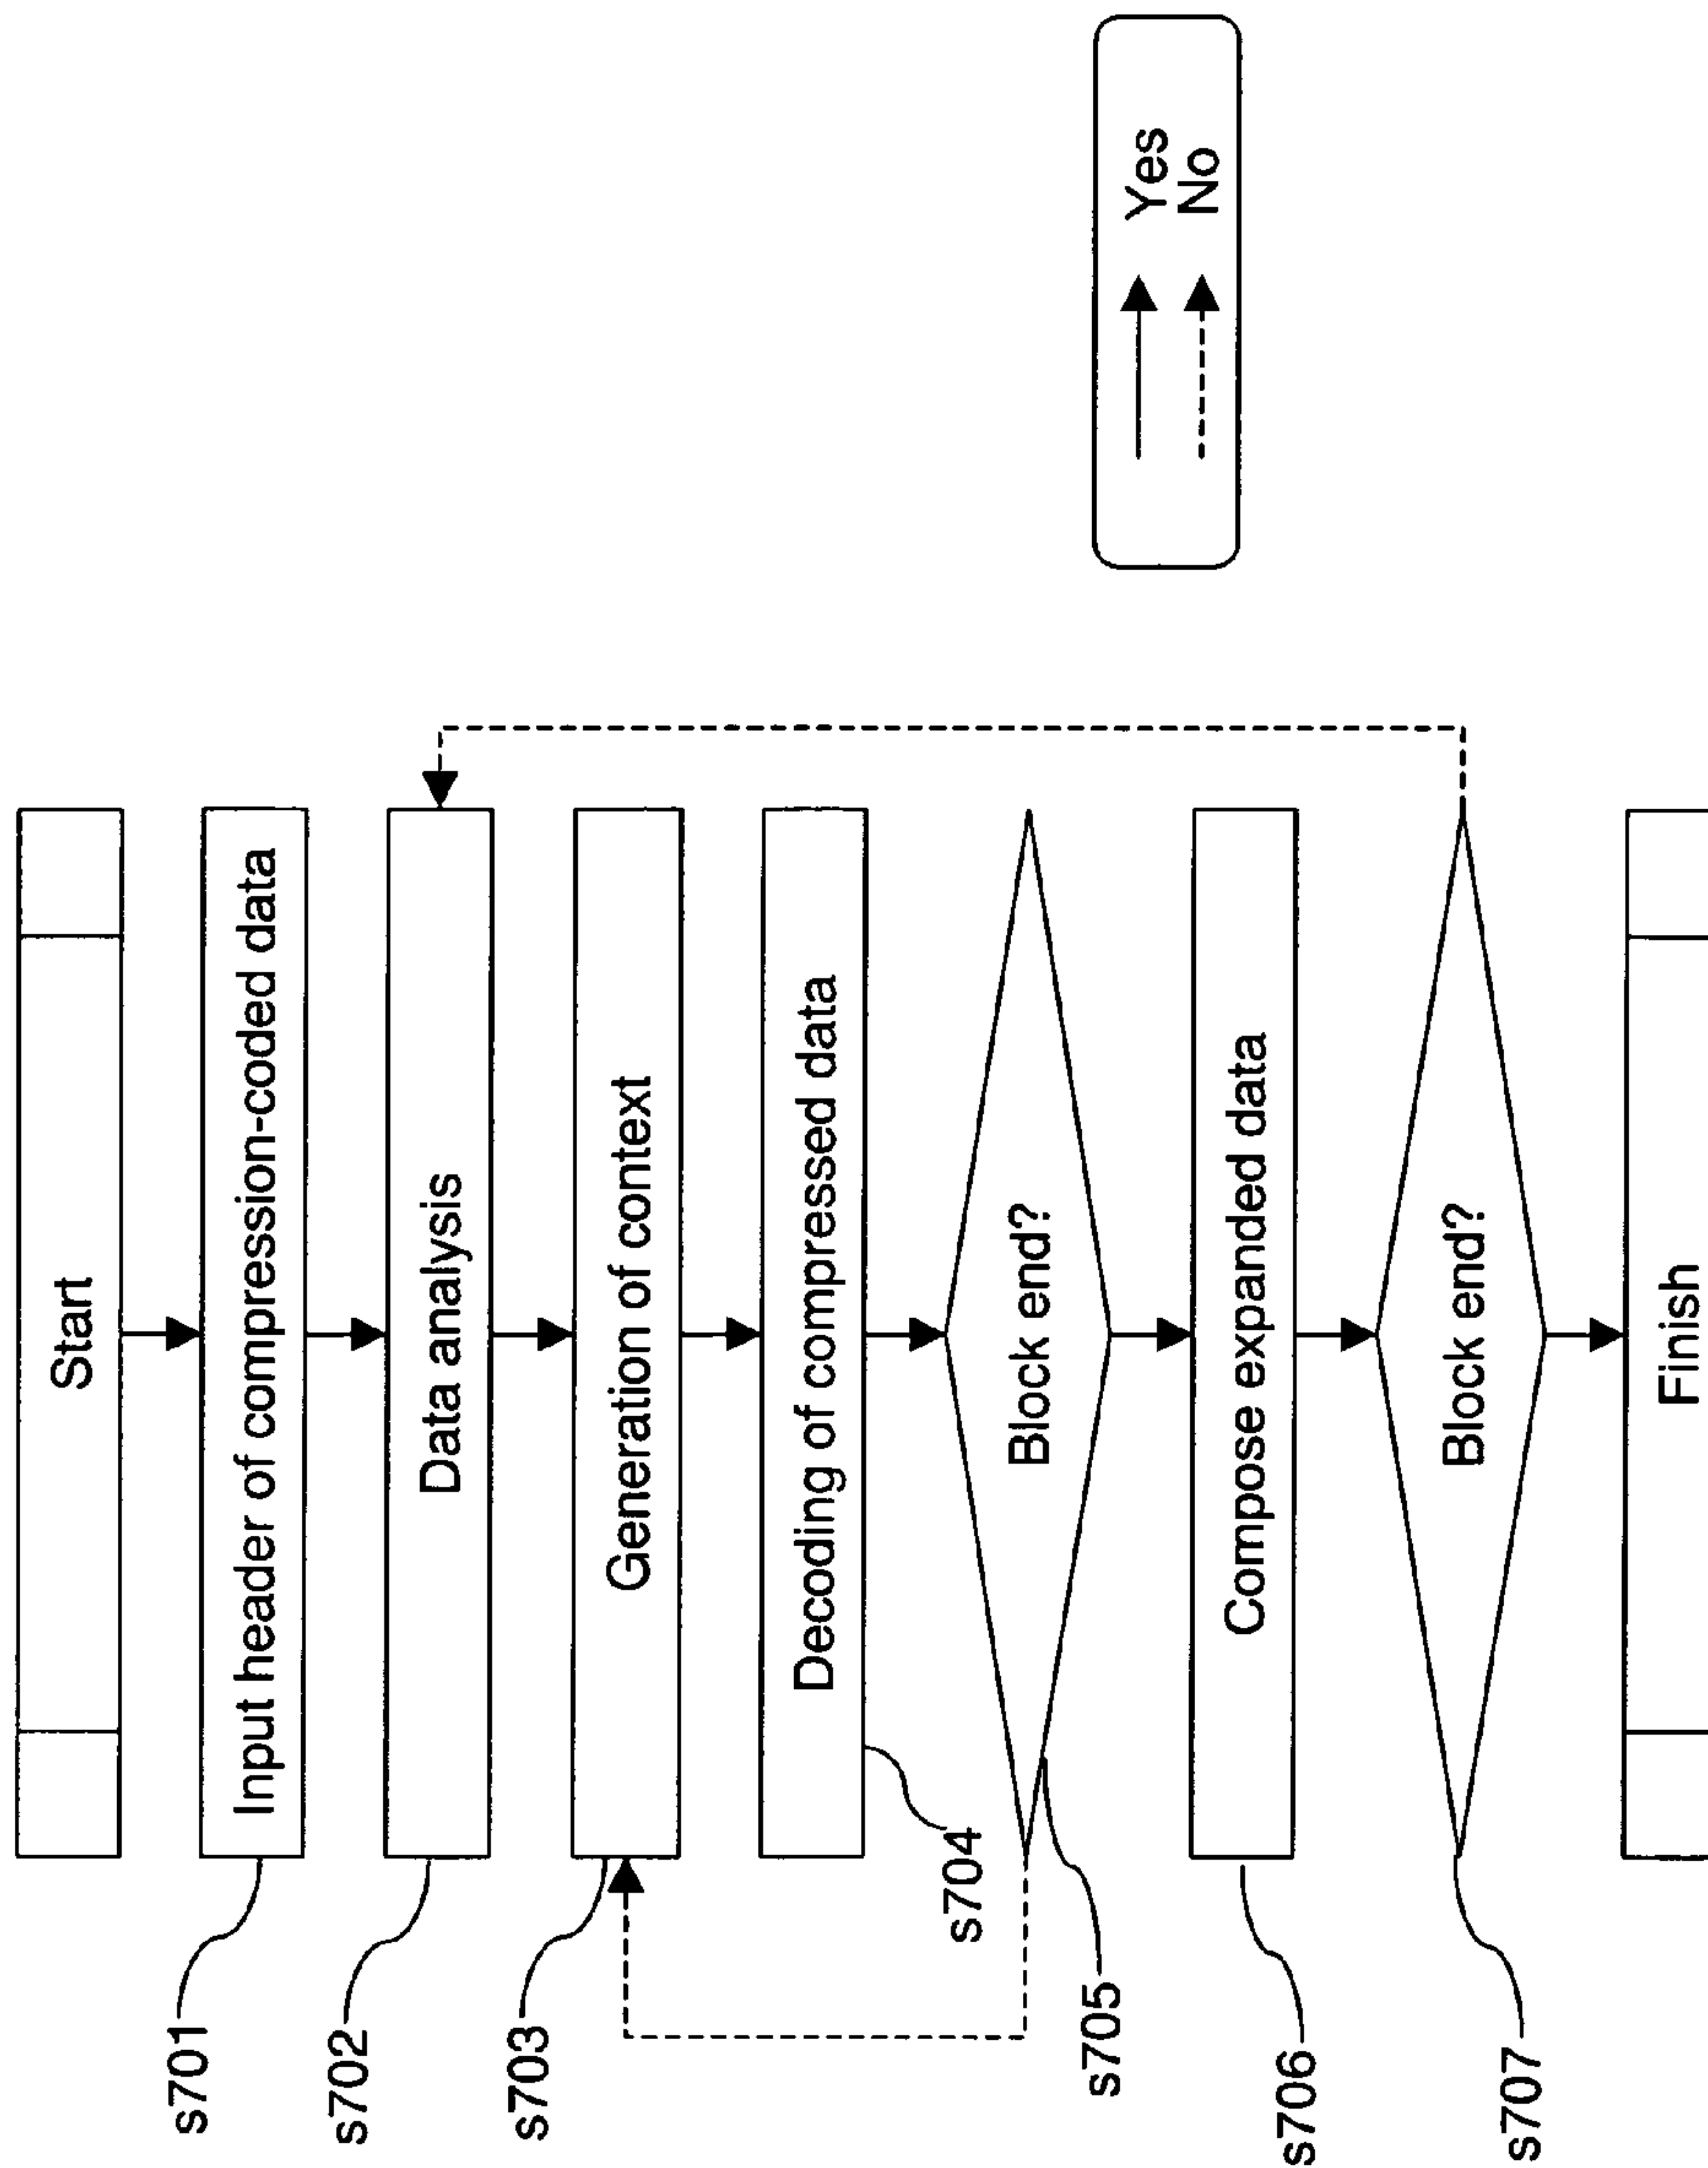 Start
s701
Input header of compression-coded data
s702
Data analysis
s703
Generation of context
s704
Decoding of compressed data
s705
Block end?
s706
Compose expanded data
s707
Block end?
Finish
Yes
No